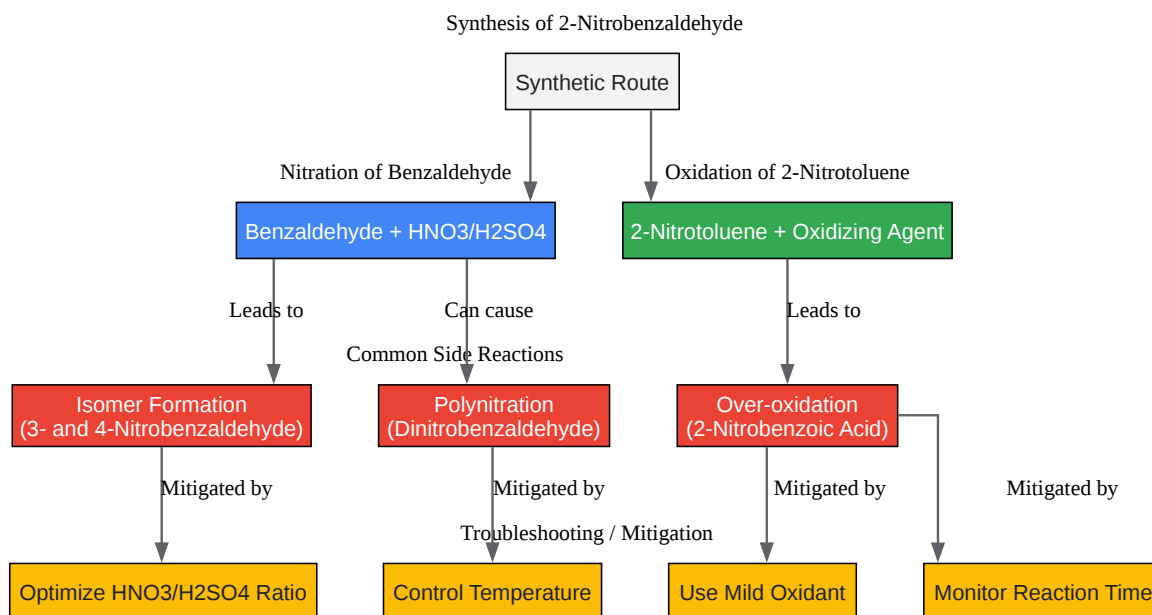 Synthesis of 2-Nitrobenzaldehyde
Synthetic Route
Nitration of Benzaldehyde
Oxidation of 2-Nitrotoluene
Benzaldehyde + HNO3/H2SO4
2-Nitrotoluene + Oxidizing Agent
Leads to
Can cause
Leads to
Common Side Reactions
Isomer Formation
(3- and 4-Nitrobenzaldehyde)
Polynitration
(Dinitrobenzaldehyde)
Over-oxidation
(2-Nitrobenzoic Acid)
Mitigated by
Mitigated by
Mitigated by
Mitigated by
Troubleshooting / Mitigation
Optimize HNO3/H2SO4 Ratio
Control Temperature
Use Mild Oxidant
Monitor Reaction Time